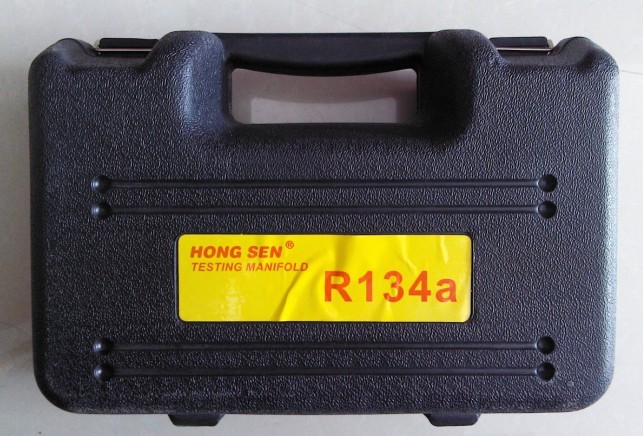 HONG SEN®
TESTING MANIFOLD
R134a